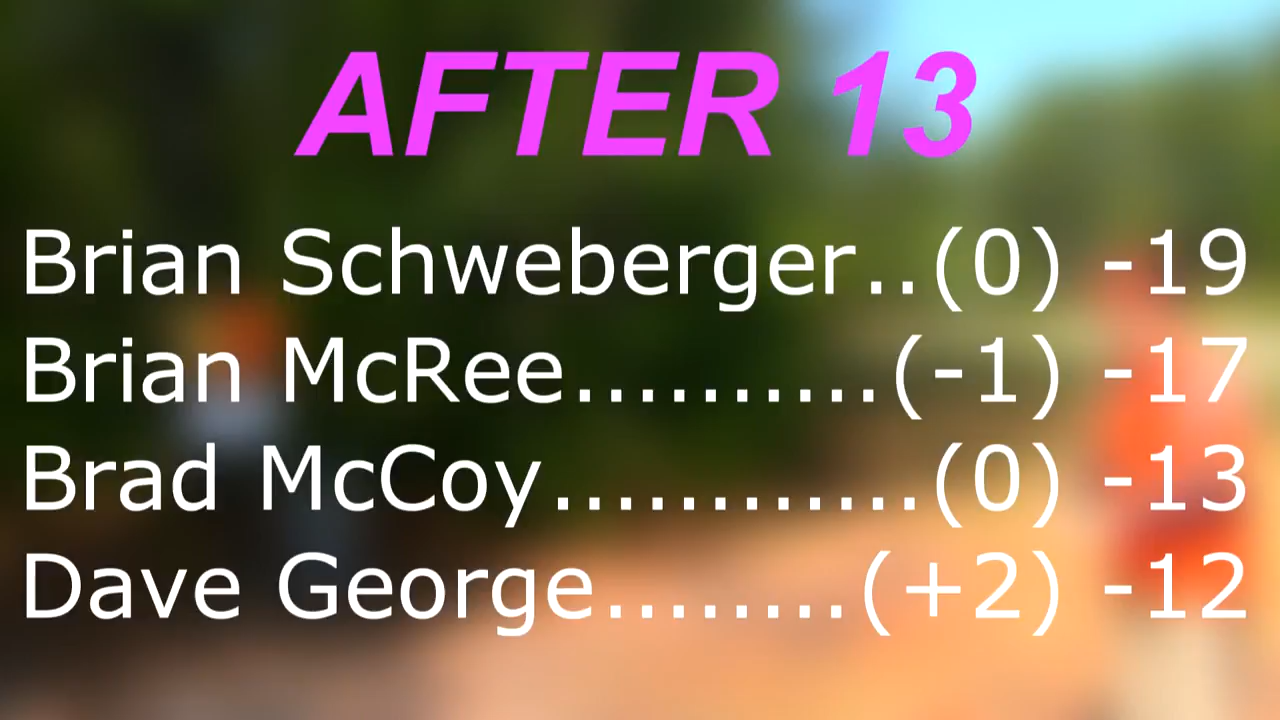 AFTER 13
Brian Schweberger..(0) -19
Brian McRee..........(-1) -17
Brad McCoy............(0) -13
Dave George........(+2) -12